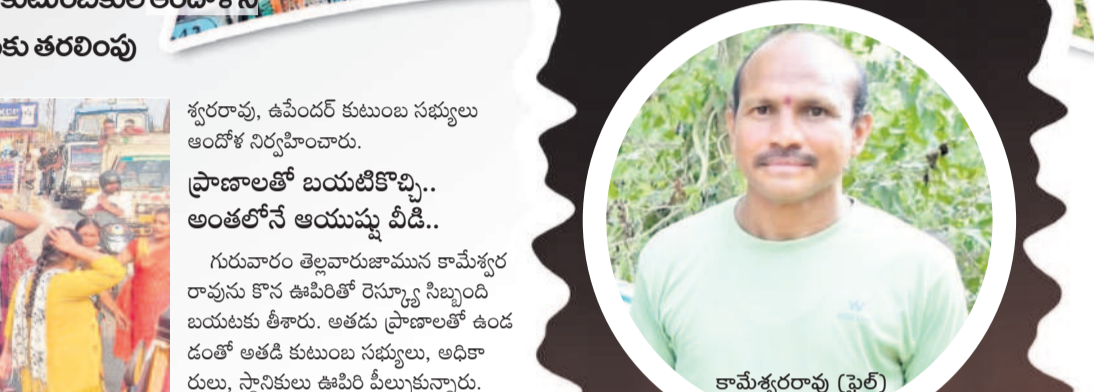 కు తరలింపు
శ్వరరావు, ఉపేందర్ కుటుంబ సభ్యులు
ఆందోళ నిర్వహించారు.
ప్రాణాలతో బయటికొచ్చి..
అంతలోనే ఆయుష్షు వీడి..
గురువారం తెల్లవారుజామున కామేశ్వర
రావును కొన ఊపిరితో రెస్క్యూ సిబ్బంది
బయటకు తీశారు. అతడు ప్రాణాలతో ఉండ
డంతో అతడి కుటుంబ సభ్యులు, అధికా
రులు, స్థానికులు ఊపిరి పీల్చుకున్నారు.
కామేశ్వరరావు (ఫైల్)